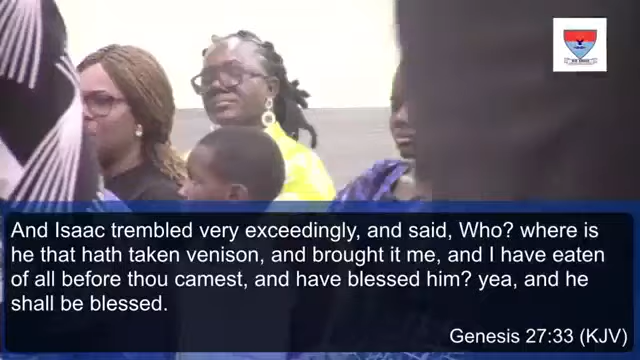 And Isaac trembled very exceedingly, and said, Who? where is
he that hath taken venison, and brought it me, and I have eaten
of all before thou camest, and have blessed him? yea, and he
shall be blessed.
Genesis 27:33 (KJV)